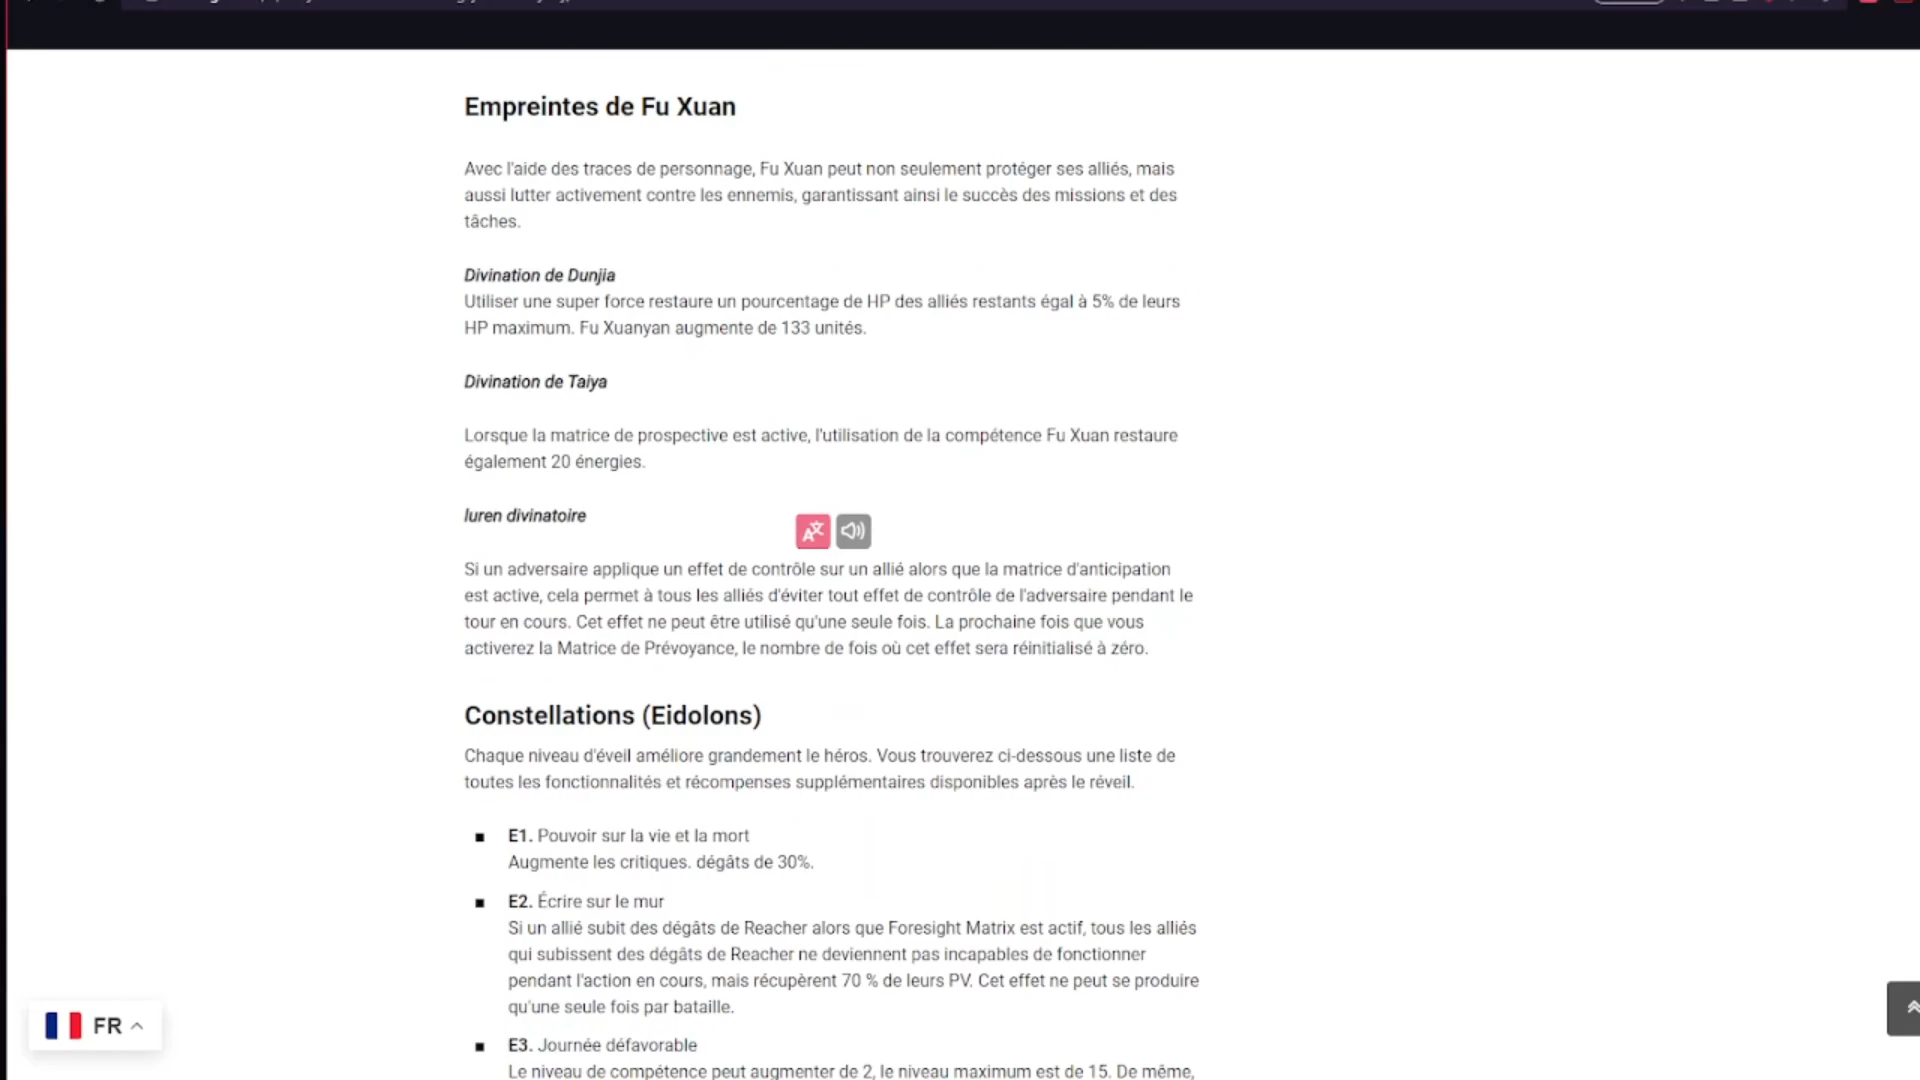 Empreintes de Fu Xuan
Avec l'aide des traces de personnage, Fu Xuan peut non seulement protéger ses alliés, mais
aussi lutter activement contre les ennemis, garantissant ainsi le succès des missions et des
tâches.
Divination de Dunjia
Utiliser une super force restaure un pourcentage de HP des alliés restants égal à 5% de leurs
HP maximum. Fu Xuanyan augmente de 133 unités.
Divination de Taiya
Lorsque la matrice de prospective est active, l'utilisation de la compétence Fu Xuan restaure
également 20 énergies.
luren divinatoire
Si un adversaire applique un effet de contrôle sur un allié alors que la matrice d'anticipation
est active, cela permet à tous les alliés d'éviter tout effet de contrôle de l'adversaire pendant le
tour en cours. Cet effet ne peut être utilisé qu'une seule fois. La prochaine fois que vous
activerez la Matrice de Prévoyance, le nombre de fois où cet effet sera réinitialisé à zéro.
Constellations (Eidolons)
Chaque niveau d'éveil améliore grandement le héros. Vous trouverez ci-dessous une liste de
toutes les fonctionnalités et récompenses supplémentaires disponibles après le réveil.
E1. Pouvoir sur la vie et la mort
Augmente les critiques. dégâts de 30%.
E2. Écrire sur le mur
Si un allié subit des dégâts de Reacher alors que Foresight Matrix est actif, tous les alliés
qui subissent des dégâts de Reacher ne deviennent pas incapables de fonctionner
pendant l'action en cours, mais récupèrent 70 % de leurs PV. Cet effet ne peut se produire
qu'une seule fois par bataille.
E3. Journée défavorable
Le niveau de compétence peut augmenter de 2, le niveau maximum est de 15. De même,
FR